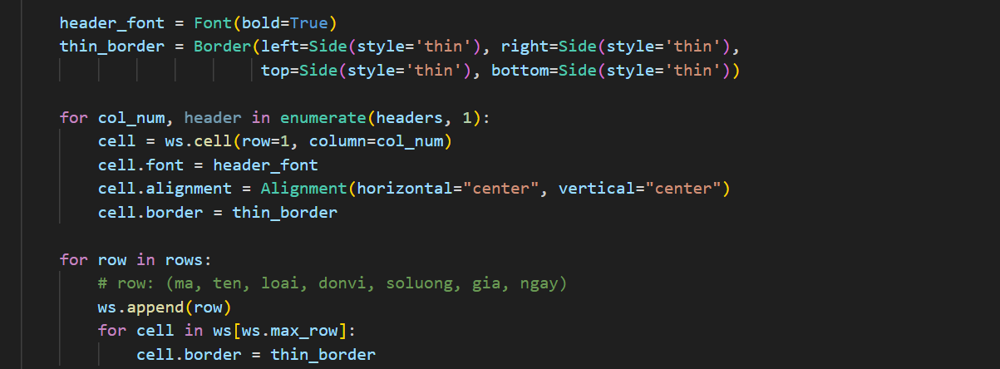 header_font = Font(bold=True)
thin_border = Border(left=Side(style='thin'), right=Side(style='thin'),
                     top=Side(style='thin'), bottom=Side(style='thin'))

for col_num, header in enumerate(headers, 1):
    cell = ws.cell(row=1, column=col_num)
    cell.font = header_font
    cell.alignment = Alignment(horizontal="center", vertical="center")
    cell.border = thin_border

for row in rows:
    # row: (ma, ten, loai, donvi, soluong, gia, ngay)
    ws.append(row)
    for cell in ws[ws.max_row]:
        cell.border = thin_border